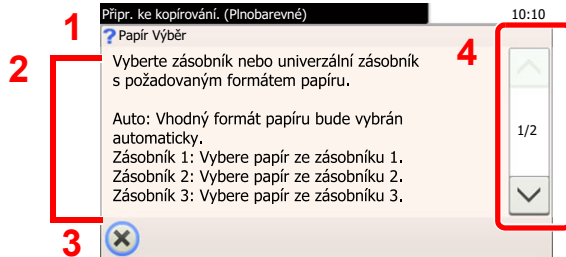 Připr. ke kopírování. (Plnobarevné)
10:10
1
? Papír Výběr
2
4
Vyberte zásobník nebo univerzální zásobník
s požadovaným formátem papíru.
Auto: Vhodný formát papíru bude vybrán
automaticky.
1/2
Zásobník 1: Vybere papír ze zásobníku 1.
Zásobník 2: Vybere papír ze zásobníku 2.
Zásobník 3: Vybere papír ze zásobníku 3.
3